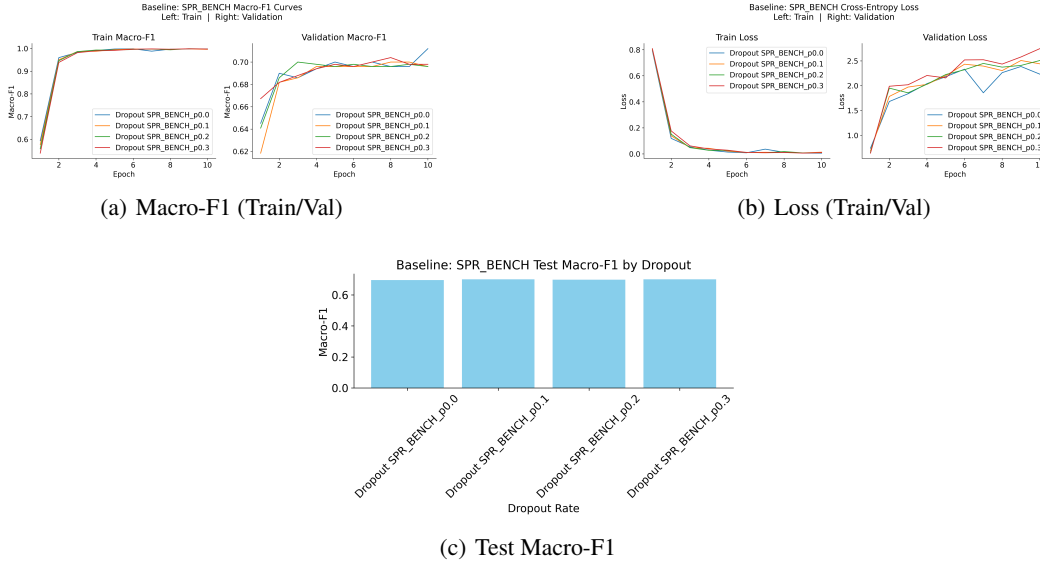 Baseline: SPR_BENCH Macro-F1 Curves
Left: Train | Right: Validation
Train Macro-F1
Validation Macro-F1
Macro-F1
1.0
0.9
0.8
0.7
0.6
Dropout SPR_BENCH_p0.0
Dropout SPR_BENCH_p0.1
Dropout SPR_BENCH_p0.2
Dropout SPR_BENCH_p0.3
2 4 6 8 10
Epoch
Macro-F1
0.70
0.68
0.66
0.64
0.62
Dropout SPR_BENCH_p0.0
Dropout SPR_BENCH_p0.1
Dropout SPR_BENCH_p0.2
Dropout SPR_BENCH_p0.3
2 4 6 8 10
Epoch
(a) Macro-F1 (Train/Val)
Baseline: SPR_BENCH Cross-Entropy Loss
Left: Train | Right: Validation
Train Loss
Validation Loss
Loss
0.8
0.6
0.4
0.2
0.0
Dropout SPR_BENCH_p0.0
Dropout SPR_BENCH_p0.1
Dropout SPR_BENCH_p0.2
Dropout SPR_BENCH_p0.3
2 4 6 8 10
Epoch
Loss
2.5
2.0
1.5
1.0
Dropout SPR_BENCH_p0.0
Dropout SPR_BENCH_p0.1
Dropout SPR_BENCH_p0.2
Dropout SPR_BENCH_p0.3
2 4 6 8
Epoch
(b) Loss (Train/Val)
Baseline: SPR_BENCH Test Macro-F1 by Dropout
Macro-F1
0.6
0.4
0.2
0.0
Dropout SPR_BENCH_p0.0
Dropout SPR_BENCH_p0.1
Dropout SPR_BENCH_p0.2
Dropout SPR_BENCH_p0.3
Dropout Rate
(c) Test Macro-F1